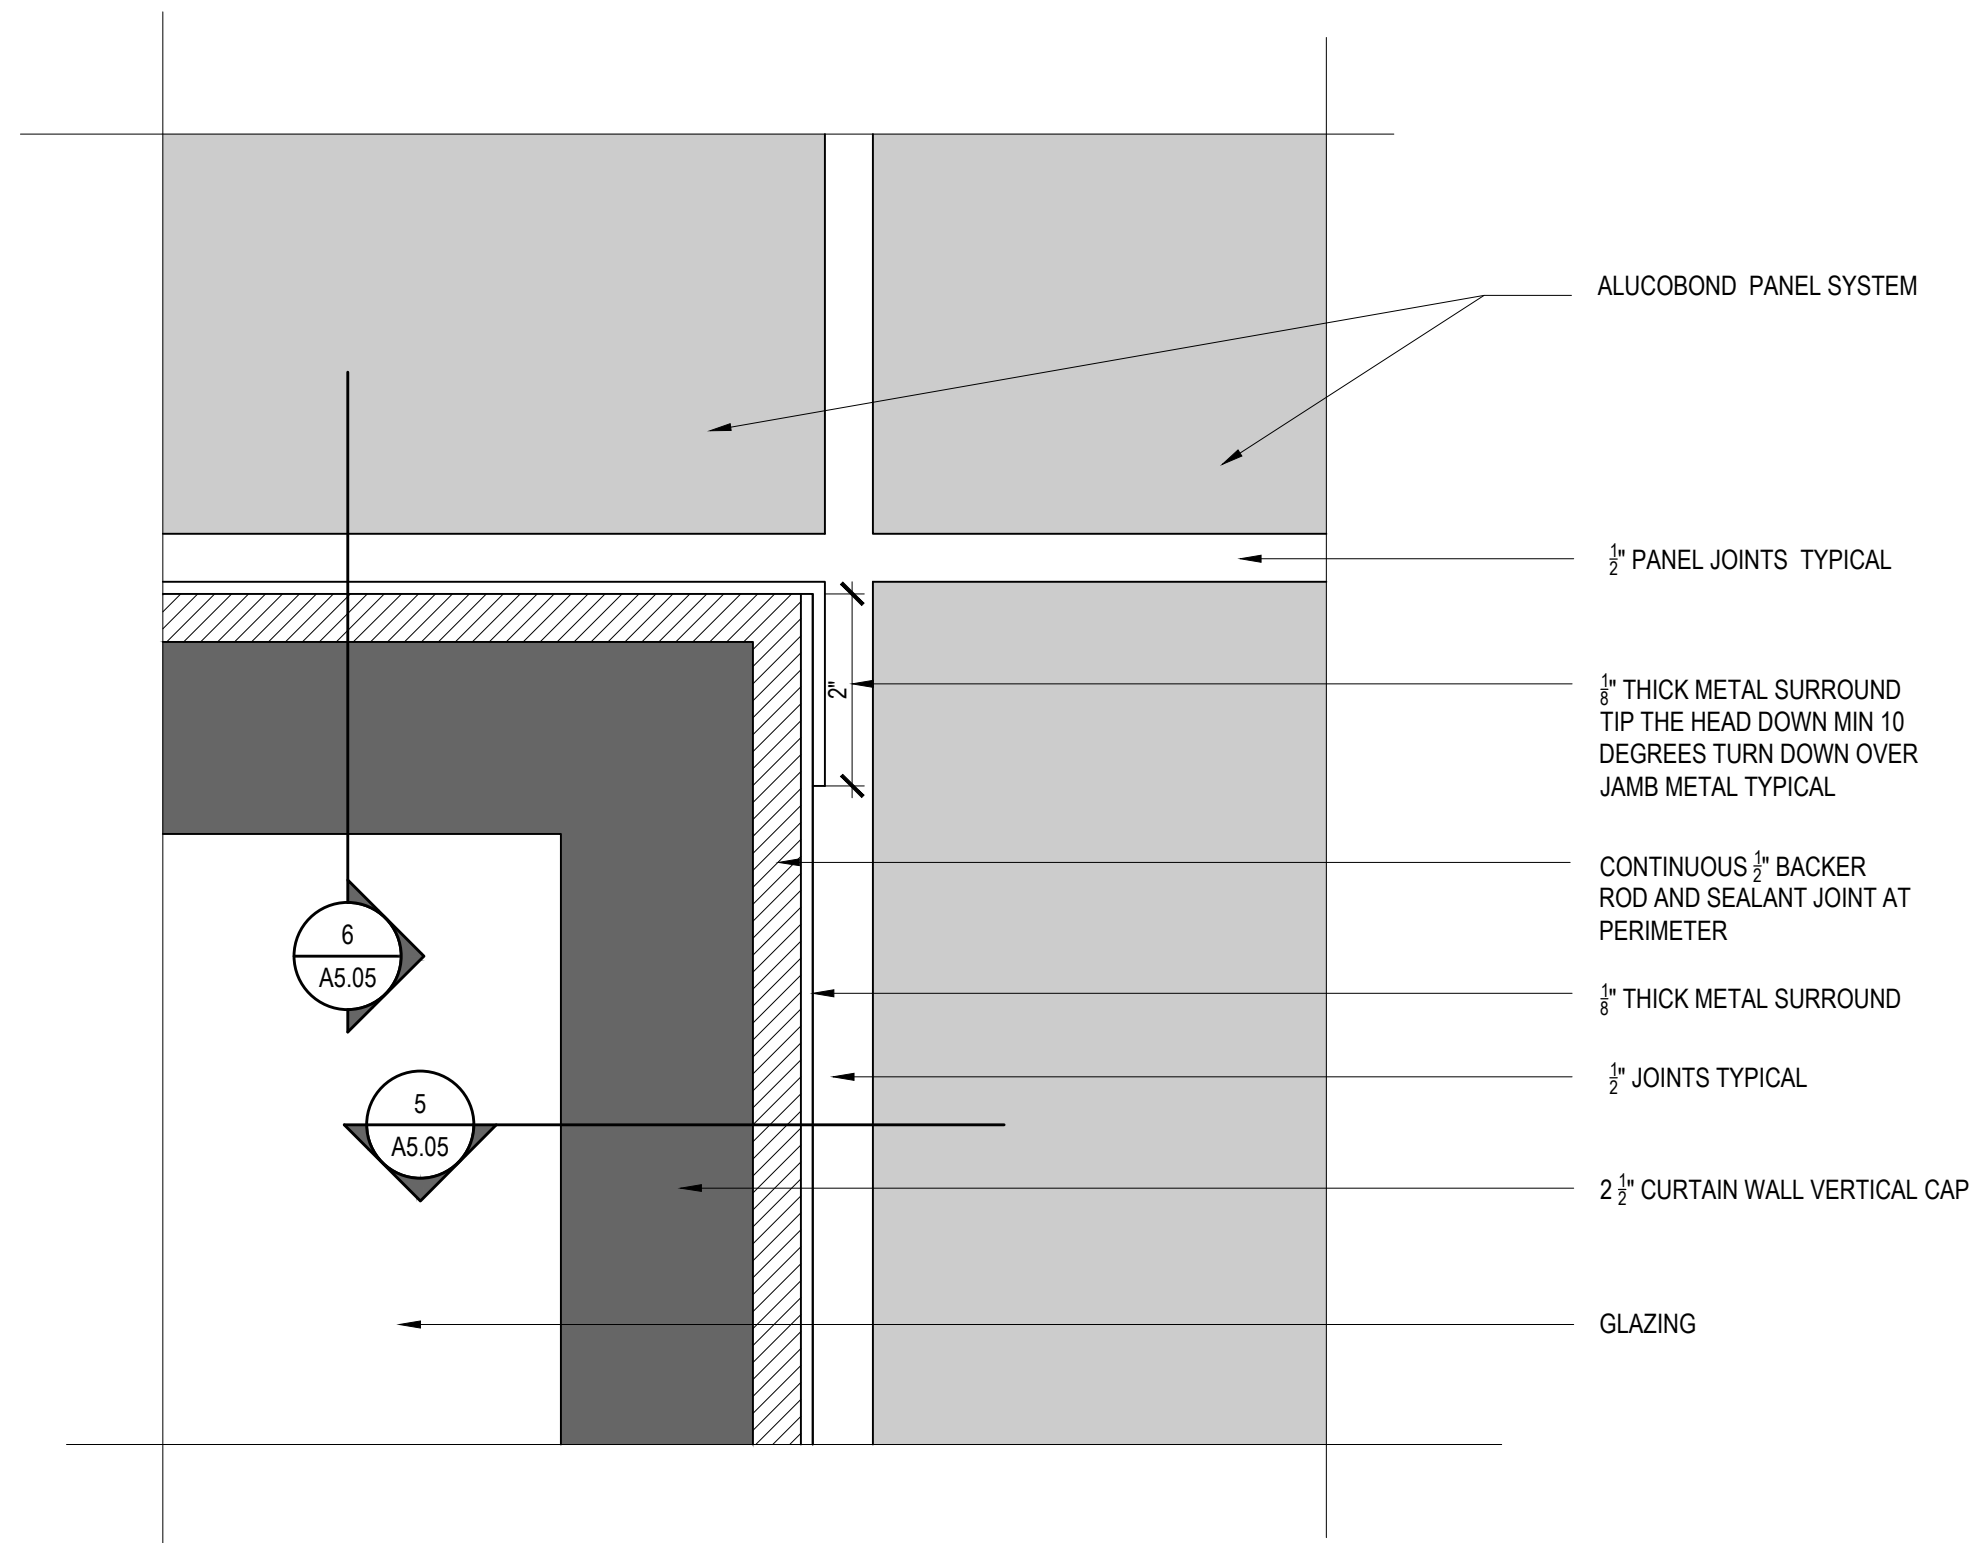 ALUCOBOND  PANEL SYSTEM
1/2" PANEL JOINTS  TYPICAL
2"
1/8" THICK METAL SURROUND
TIP THE HEAD DOWN MIN 10
DEGREES TURN DOWN OVER
JAMB METAL TYPICAL
CONTINUOUS 1/2" BACKER
ROD AND SEALANT JOINT AT
PERIMETER
6
A5.05
1/8" THICK METAL SURROUND
1/2" JOINTS TYPICAL
5
A5.05
2 1/2" CURTAIN WALL VERTICAL CAP
GLAZING